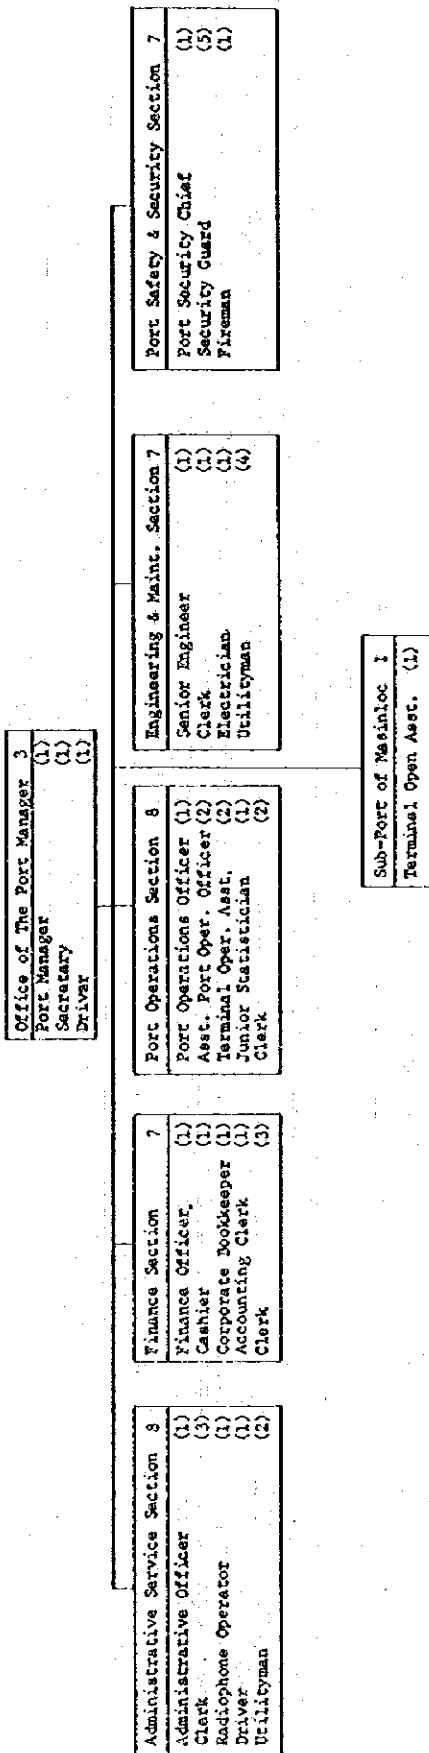 Office of The Port Manager 3
Port Manager (1)
Secretary (1)
Driver (1)
Administrative Service Section 8
Administrative Officer (1)
Clerk (3)
Radiophone Operator (1)
Driver (1)
Utilityman (2)
Finance Section 7
Finance Officer (1)
Cashier (1)
Corporate Bookkeeper (1)
Accounting Clerk (1)
Clerk (3)
Port Operations Section 8
Port Operations Officer (1)
Asst. Port Oper. Officer (2)
Terminal Oper. Asst. (2)
Junior Statistician (1)
Clerk (2)
Engineering & Maint. Section 7
Senior Engineer (1)
Clerk (1)
Electrician (1)
Utilityman (4)
Port Safety & Security Section 7
Port Security Chief (1)
Security Guard (5)
Fireman (1)
Sub-Port of Masinloc 1
Terminal Open Asst. (1)